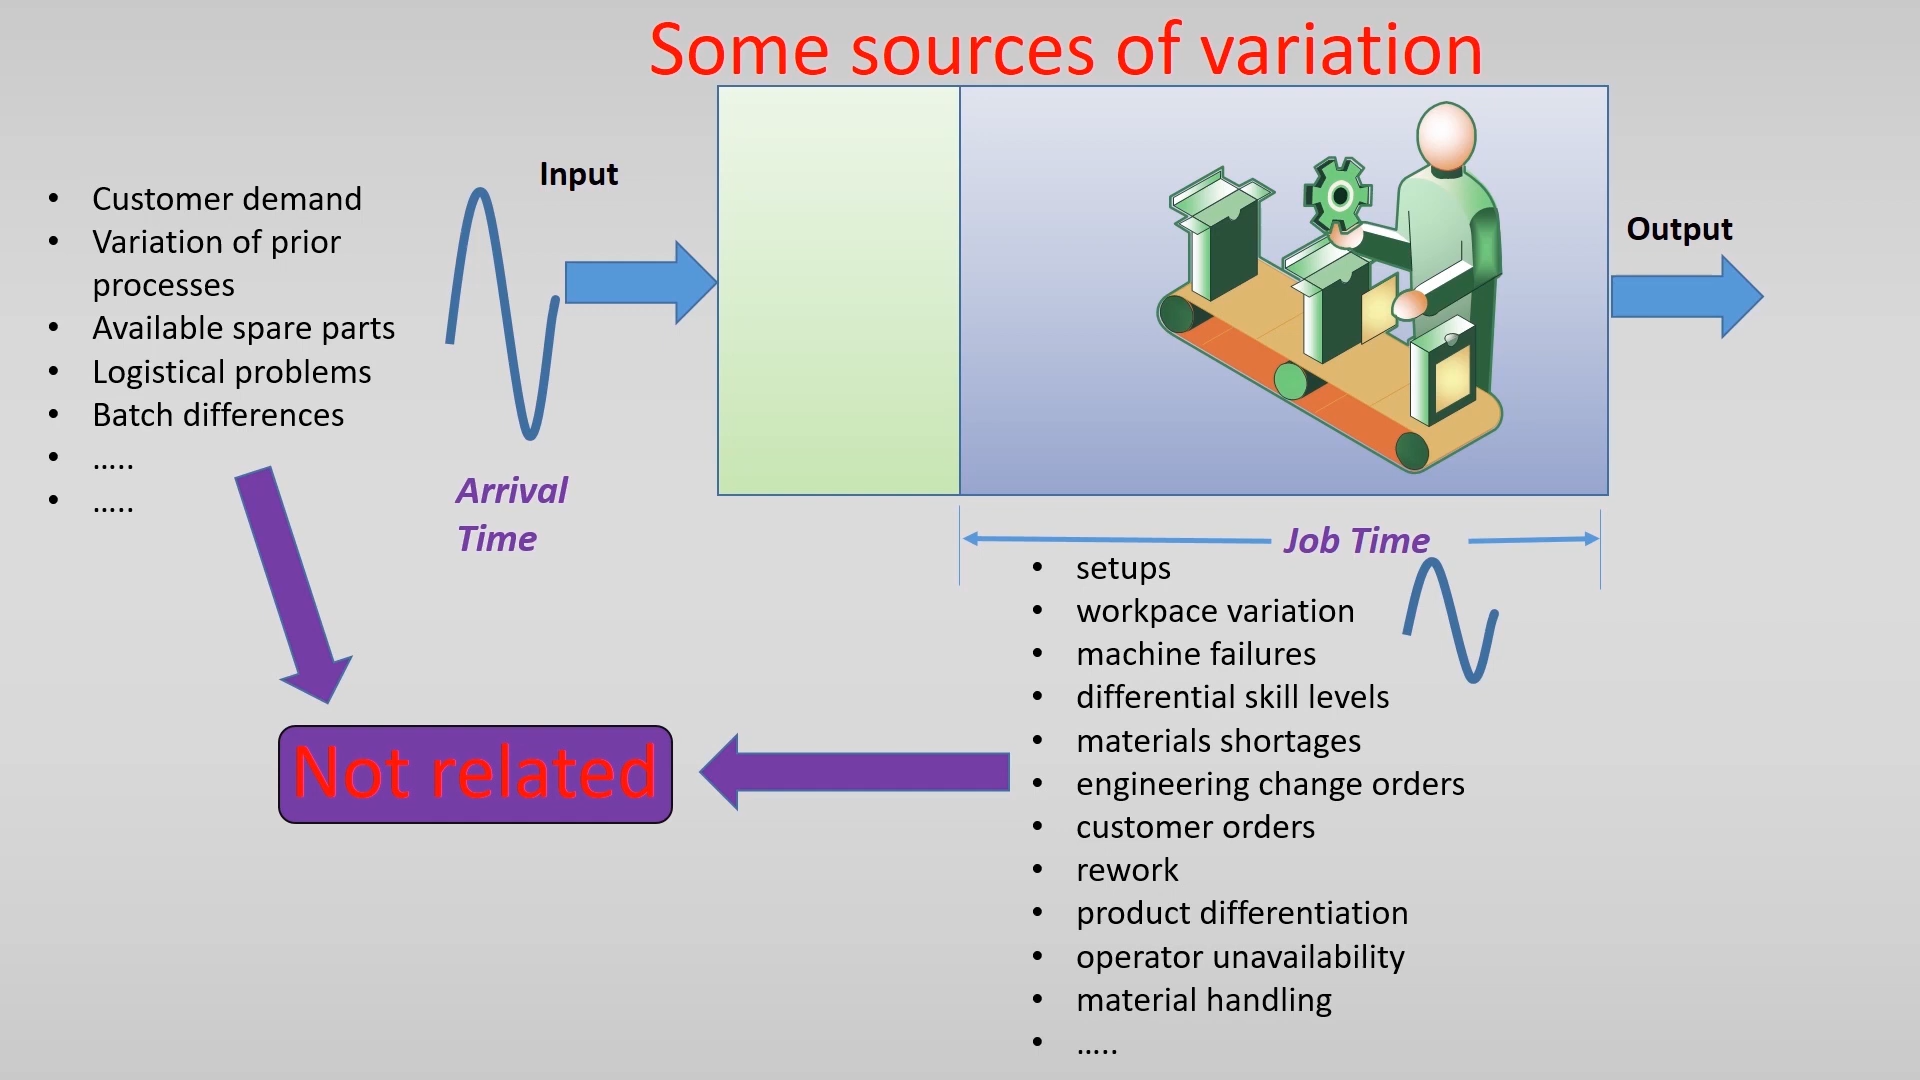 Some sources of variation
Input
• Customer demand
• Variation of prior
processes
• Available spare parts
• Logistical problems
• Batch differences
• .....
• .....
Arrival
Time
Output
Job Time
• setups
• workpace variation
• machine failures
• differential skill levels
• materials shortages
• engineering change orders
• customer orders
• rework
• product differentiation
• operator unavailability
• material handling
• .....
Not related